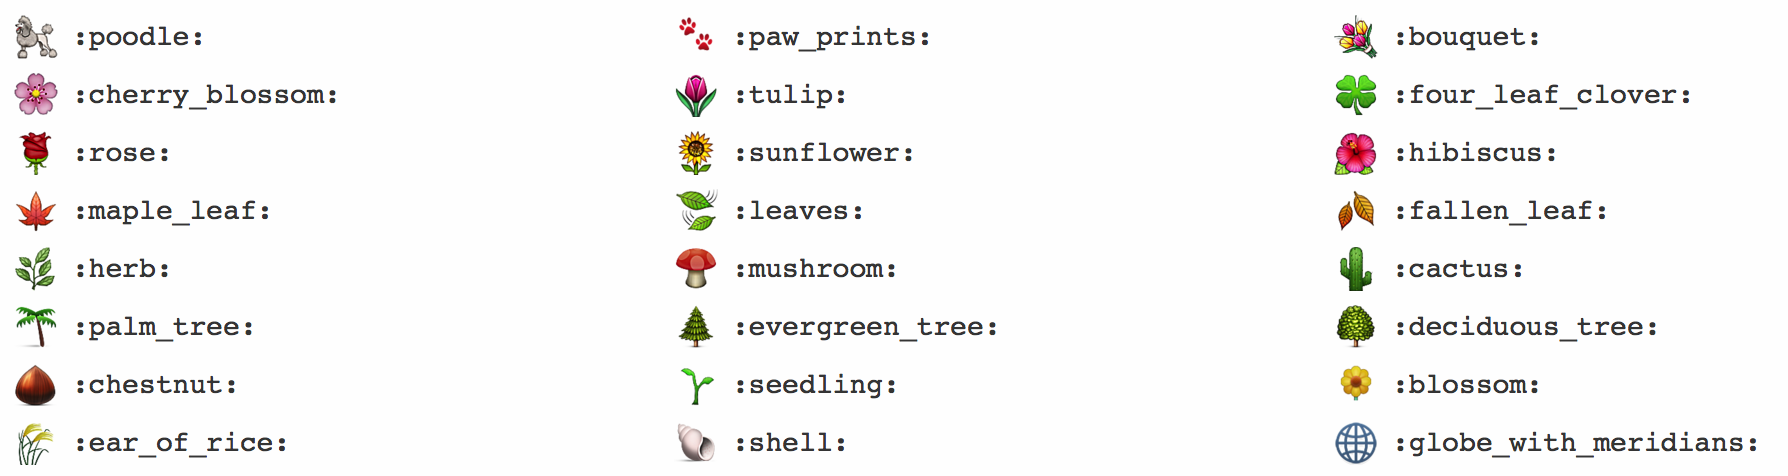 :poodle: :paw_prints: :bouquet:
:cherry_blossom: :tulip: :four_leaf_clover:
:rose: :sunflower: :hibiscus:
:maple_leaf: :leaves: :fallen_leaf:
:herb: :mushroom: :cactus:
:palm_tree: :evergreen_tree: :deciduous_tree:
:chestnut: :seedling: :blossom:
:ear_of_rice: :shell: :globe_with_meridians: